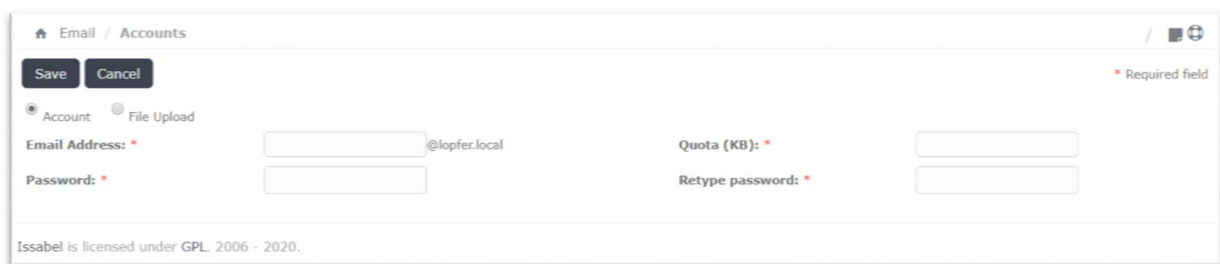 Email / Accounts /
Save Cancel * Required field
Account File Upload
Email Address: * @lopfer.local Quota (KB): *
Password: * Retype password: *
Issabel is licensed under GPL. 2006 - 2020.